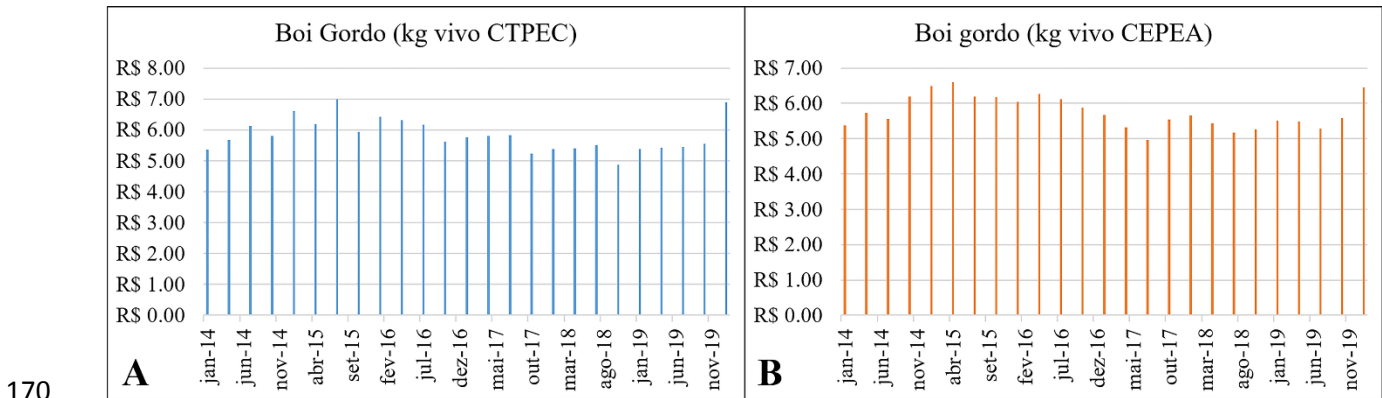 Boi Gordo (kg vivo CTPEC)
R$ 8.00
R$ 7.00
R$ 6.00
R$ 5.00
R$ 4.00
R$ 3.00
R$ 2.00
R$ 1.00
R$ 0.00
jan-14
jun-14
nov-14
abr-15
set-15
fev-16
jul-16
dez-16
mai-17
out-17
mar-18
ago-18
jan-19
jun-19
nov-19
A
Boi gordo (kg vivo CEPEA)
R$ 7.00
R$ 6.00
R$ 5.00
R$ 4.00
R$ 3.00
R$ 2.00
R$ 1.00
R$ 0.00
jan-14
jun-14
nov-14
abr-15
set-15
fev-16
jul-16
dez-16
mai-17
out-17
mar-18
ago-18
jan-19
jun-19
nov-19
B
170